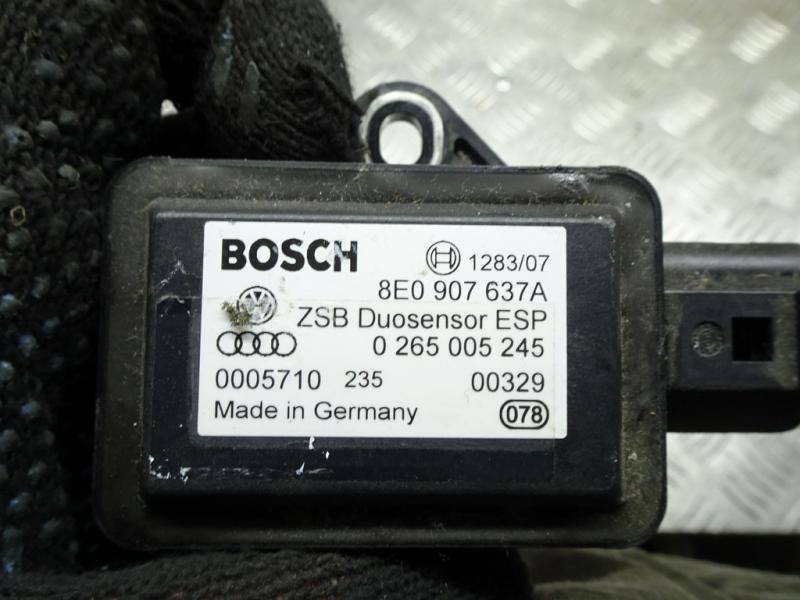 BOSCH 1283/07
8E0 907 637A
ZSB Duosensor ESP
0 265 005 245
0005710 235 00329
Made in Germany 078